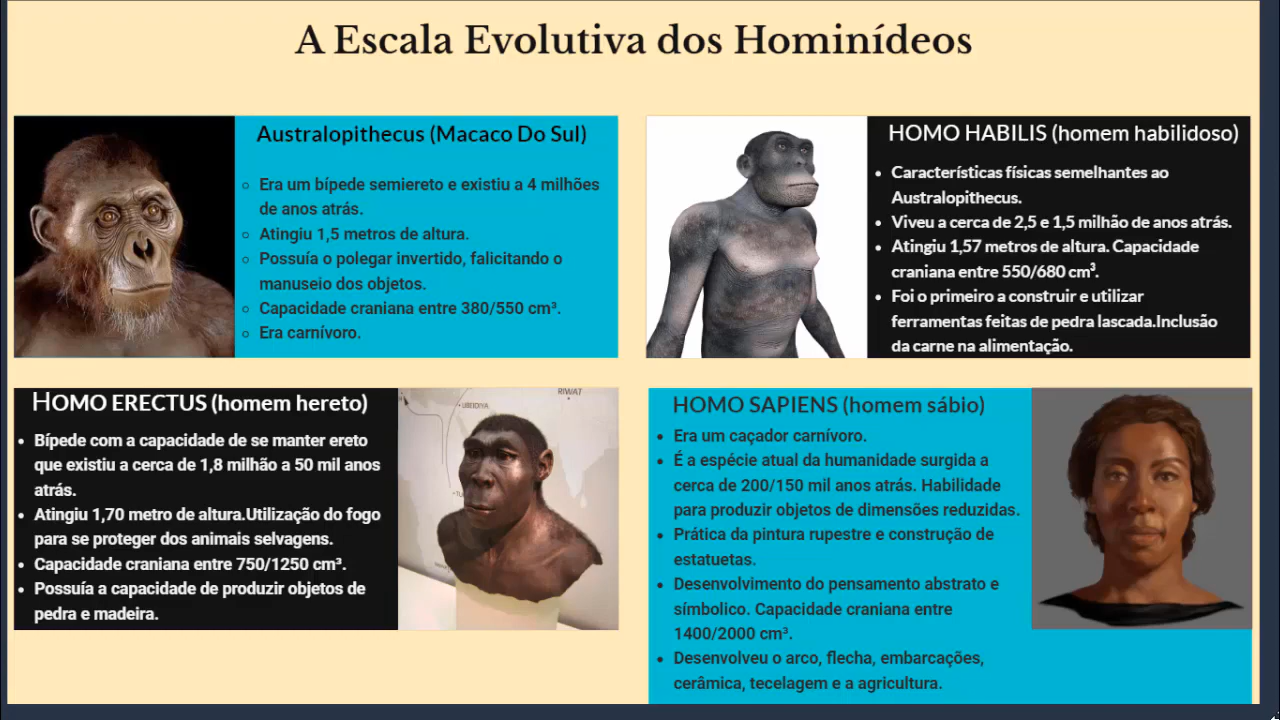 A Escala Evolutiva dos Hominídeos
Australopithecus (Macaco Do Sul)
Era um bípede semiereto e existiu a 4 milhões
de anos atrás.
Atingiu 1,5 metros de altura.
Possuía o polegar invertido, falicitando o
manuseio dos objetos.
Capacidade craniana entre 380/550 cm³.
Era carnívoro.
HOMO HABILIS (homem habilidoso)
Características físicas semelhantes ao
Australopithecus.
Viveu a cerca de 2,5 e 1,5 milhão de anos atrás.
Atingiu 1,57 metros de altura. Capacidade
craniana entre 550/680 cm³.
Foi o primeiro a construir e utilizar
ferramentas feitas de pedra lascada.Inclusão
da carne na alimentação.
HOMO ERECTUS (homem hereto)
Bípede com a capacidade de se manter ereto
que existiu a cerca de 1,8 milhão a 50 mil anos
atrás.
Atingiu 1,70 metro de altura.Utilização do fogo
para se proteger dos animais selvagens.
Capacidade craniana entre 750/1250 cm³.
Possuía a capacidade de produzir objetos de
pedra e madeira.
RIWAT
UBEIDIYA
HOMO SAPIENS (homem sábio)
Era um caçador carnívoro.
É a espécie atual da humanidade surgida a
cerca de 200/150 mil anos atrás. Habilidade
para produzir objetos de dimensões reduzidas.
Prática da pintura rupestre e construção de
estatuetas.
Desenvolvimento do pensamento abstrato e
símbolico. Capacidade craniana entre
1400/2000 cm³.
Desenvolveu o arco, flecha, embarcações,
cerâmica, tecelagem e a agricultura.